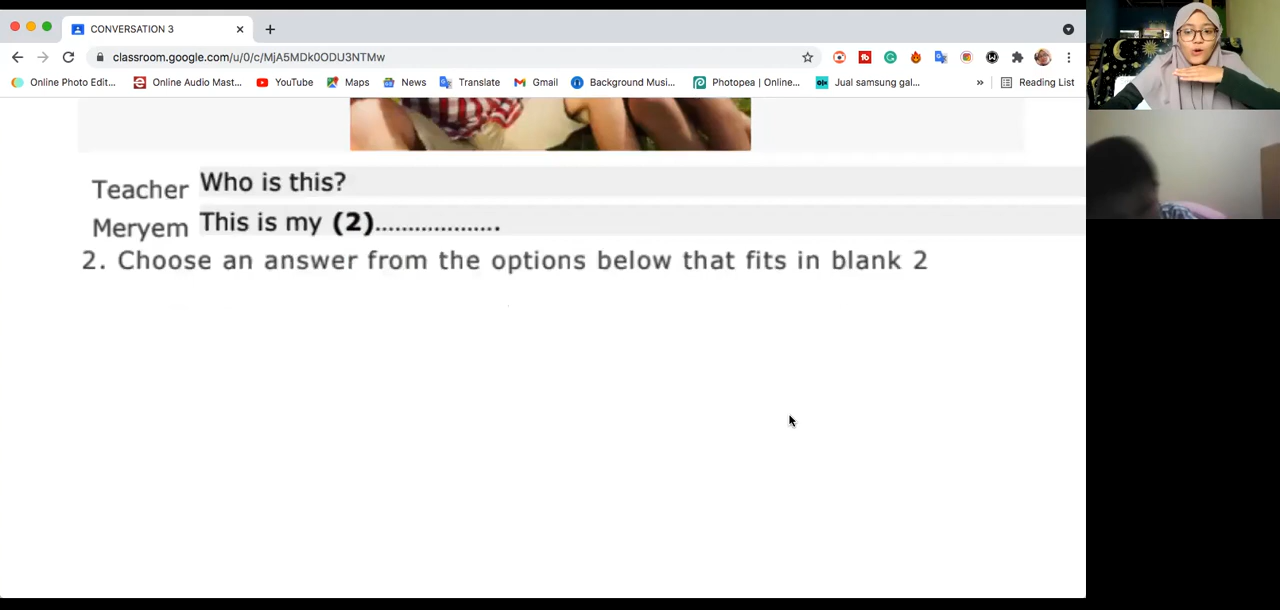 CONVERSATION 3
classroom.google.com/u/0/c/MjA5MDk0ODU3NTMw
Online Photo Edit... Online Audio Mast... YouTube Maps News Translate Gmail Background Musi... Photopea | Online... Jual samsung gal... » Reading List
Teacher Who is this?
Meryem This is my (2)...................
2. Choose an answer from the options below that fits in blank 2